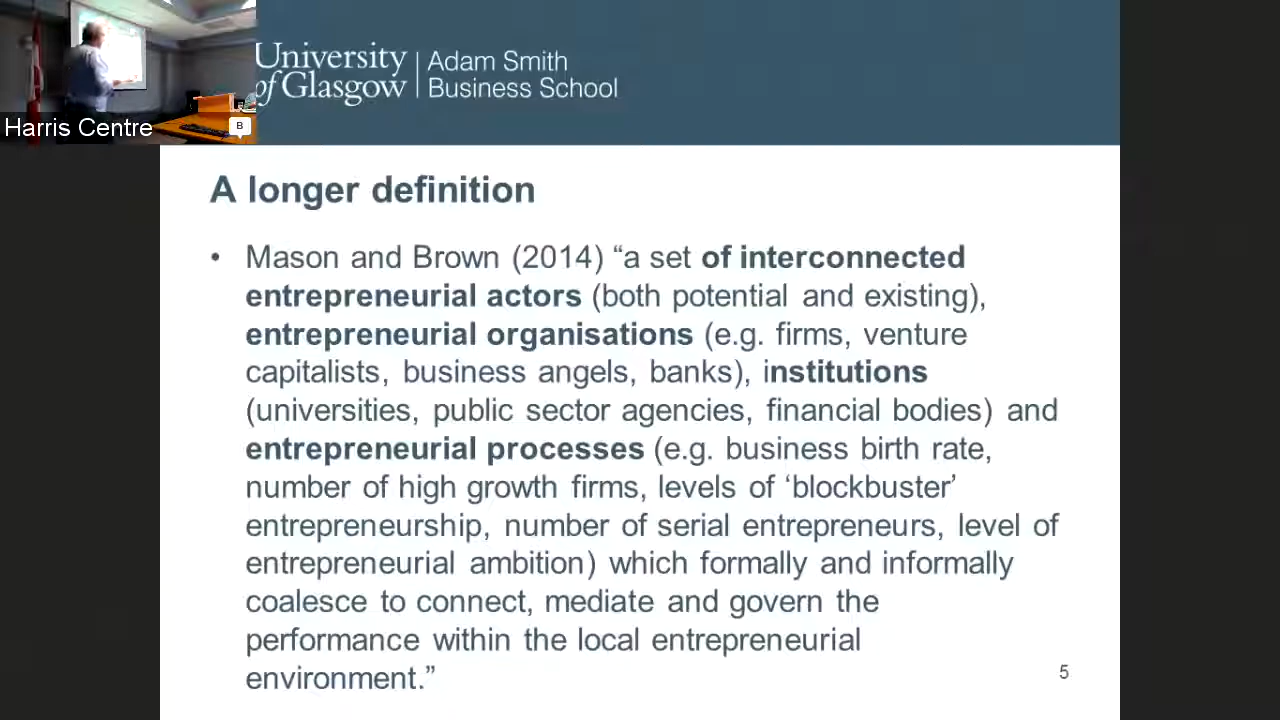 University
of Glasgow
Adam Smith
Business School
Harris Centre
B
A longer definition
• Mason and Brown (2014) “a set of interconnected
entrepreneurial actors (both potential and existing),
entrepreneurial organisations (e.g. firms, venture
capitalists, business angels, banks), institutions
(universities, public sector agencies, financial bodies) and
entrepreneurial processes (e.g. business birth rate,
number of high growth firms, levels of ‘blockbuster’
entrepreneurship, number of serial entrepreneurs, level of
entrepreneurial ambition) which formally and informally
coalesce to connect, mediate and govern the
performance within the local entrepreneurial
environment.”
5